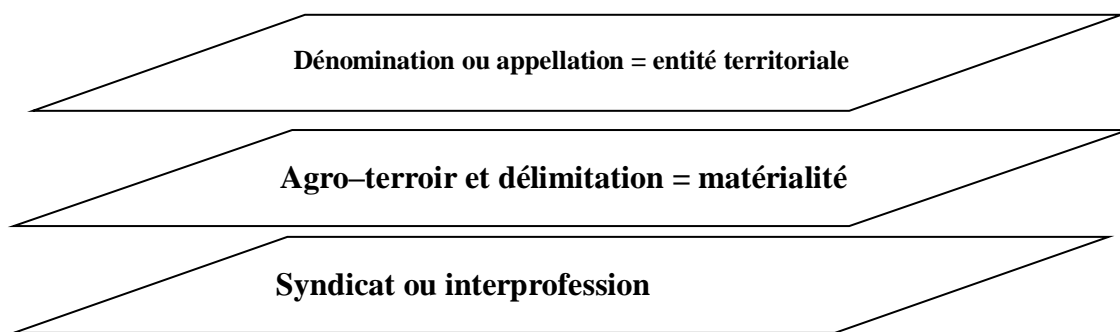 Dénomination ou appellation = entité territoriale
Agro–terroir et délimitation = matérialité
Syndicat ou interprofession